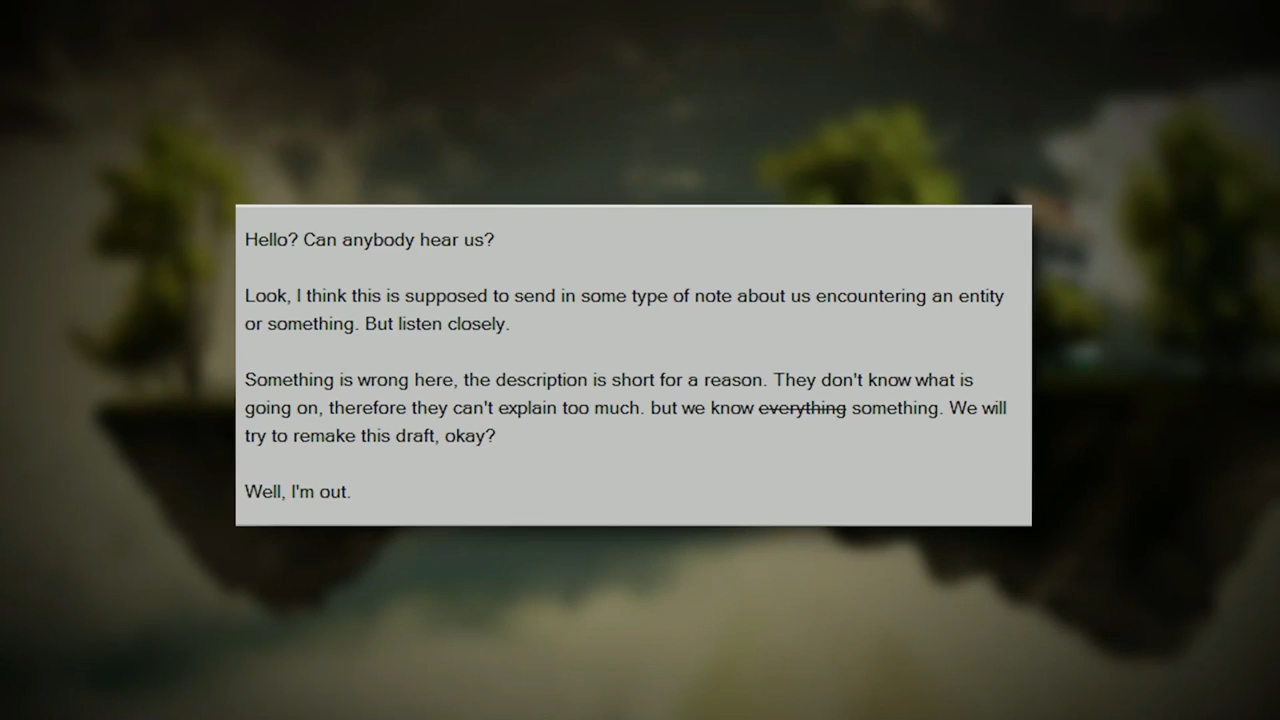 Hello? Can anybody hear us?
Look, I think this is supposed to send in some type of note about us encountering an entity
or something. But listen closely.
Something is wrong here, the description is short for a reason. They don't know what is
going on, therefore they can't explain too much. but we know everything something. We will
try to remake this draft, okay?
Well, I'm out.